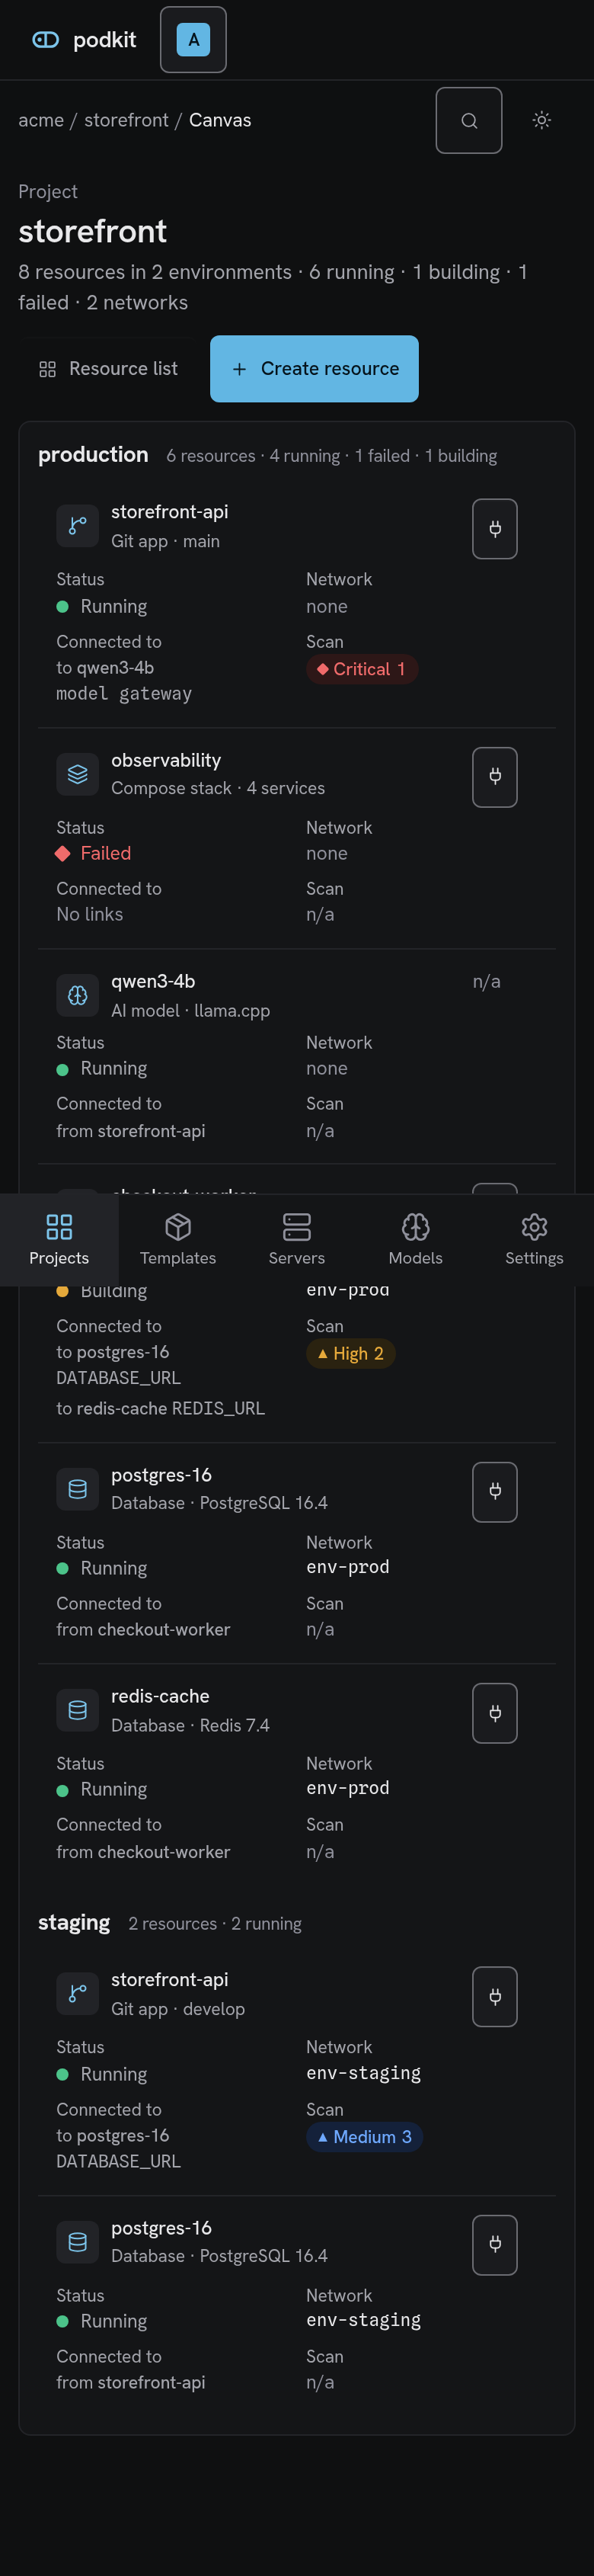 podkit
A
acme / storefront / Canvas
Project
storefront
8 resources in 2 environments · 6 running · 1 building · 1
failed · 2 networks
Resource list
Create resource
production 6 resources · 4 running · 1 failed · 1 building
storefront-api
Git app · main
Status Network
Running none
Connected to Scan
to qwen3-4b Critical 1
model gateway
observability
Compose stack · 4 services
Status Network
Failed none
Connected to Scan
No links n/a
qwen3-4b n/a
AI model · llama.cpp
Status Network
Running none
Connected to Scan
from storefront-api n/a
Projects Templates Servers Models Settings
Building env-prod
Connected to Scan
to postgres-16 High 2
DATABASE_URL
to redis-cache REDIS_URL
postgres-16
Database · PostgreSQL 16.4
Status Network
Running env-prod
Connected to Scan
from checkout-worker n/a
redis-cache
Database · Redis 7.4
Status Network
Running env-prod
Connected to Scan
from checkout-worker n/a
staging 2 resources · 2 running
storefront-api
Git app · develop
Status Network
Running env-staging
Connected to Scan
to postgres-16 Medium 3
DATABASE_URL
postgres-16
Database · PostgreSQL 16.4
Status Network
Running env-staging
Connected to Scan
from storefront-api n/a